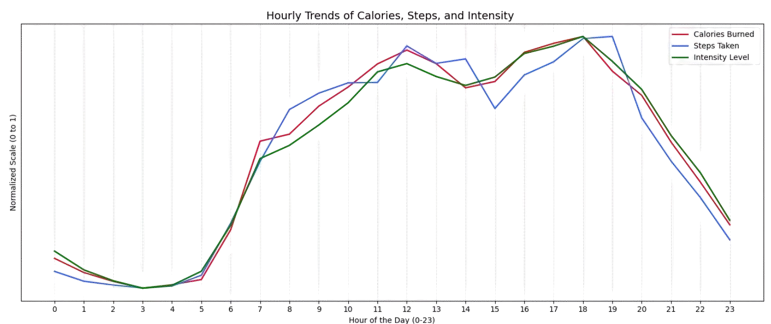 Hourly Trends of Calories, Steps, and Intensity
Calories Burned
Steps Taken
Intensity Level
Normalized Scale (0 to 1)
0 1 2 3 4 5 6 7 8 9 10 11 12 13 14 15 16 17 18 19 20 21 22 23
Hour of the Day (0-23)